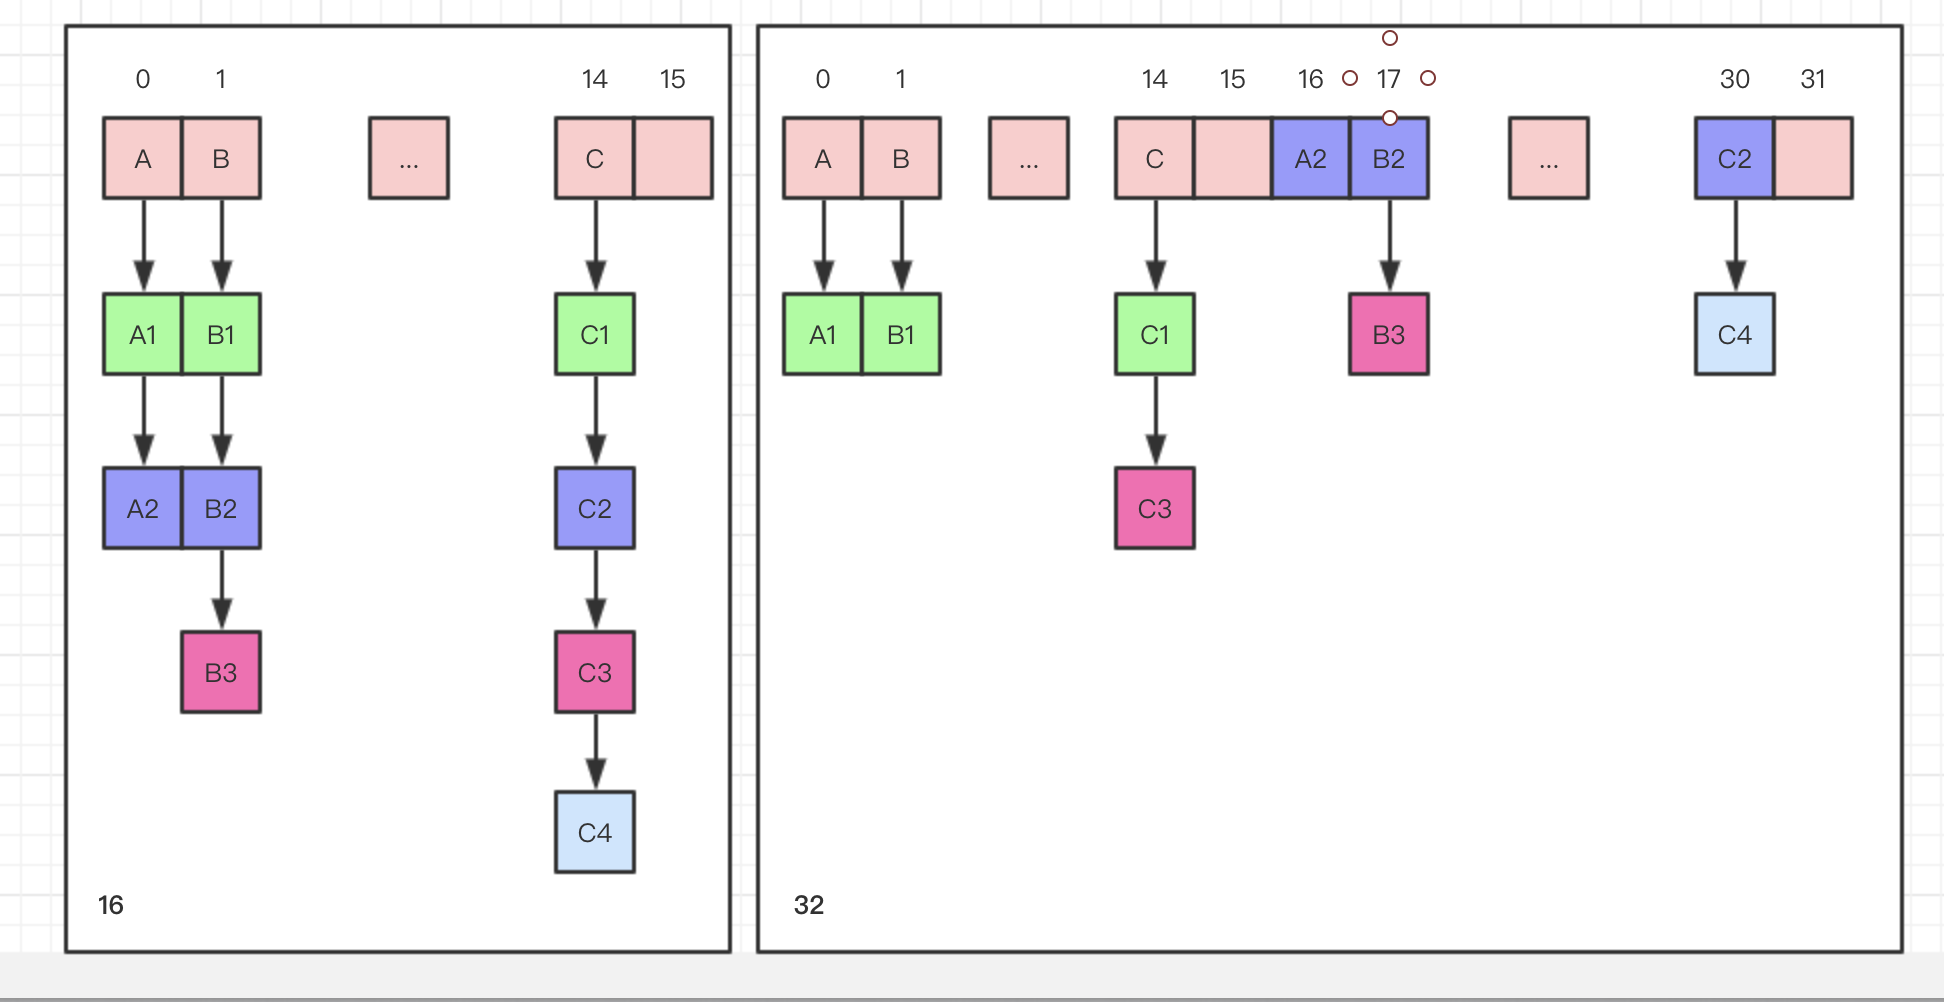 0 1 14 15
A B ... C
A1 B1 C1
A2 B2 C2
B3 C3
C4
16
0 1 14 15 16 17 30 31
A B ... C A2 B2 ... C2
A1 B1 C1 B3 C4
C3
32